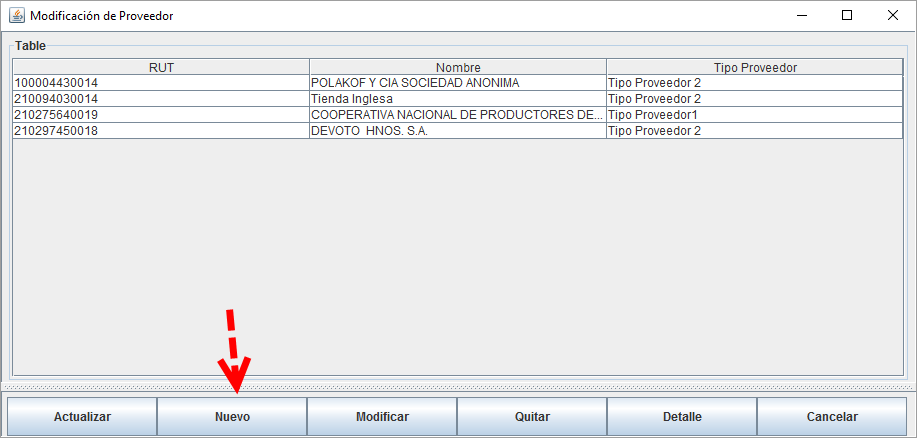 Modificación de Proveedor
Table
RUT Nombre Tipo Proveedor
100004430014 POLAKOF Y CIA SOCIEDAD ANONIMA Tipo Proveedor 2
210094030014 Tienda Inglesa Tipo Proveedor 2
210275640019 COOPERATIVA NACIONAL DE PRODUCTORES DE... Tipo Proveedor1
210297450018 DEVOTO HNOS. S.A. Tipo Proveedor 2
Actualizar Nuevo Modificar Quitar Detalle Cancelar